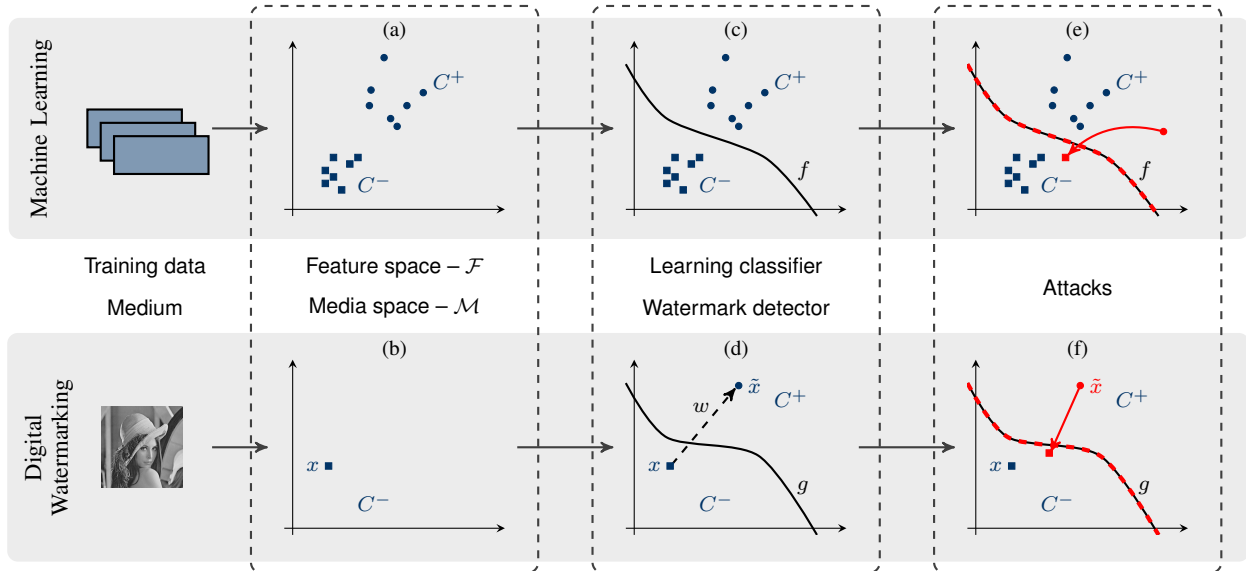 Machine Learning
(a)
C⁺
C⁻
(c)
C⁺
C⁻
f
(e)
C⁺
C⁻
f
Training data
Feature space – ℱ
Learning classifier
Attacks
Medium
Media space – ℳ
Watermark detector
Digital
Watermarking
(b)
x
C⁻
(d)
x̃
C⁺
w
x
C⁻
g
(f)
x̃
C⁺
x
C⁻
g